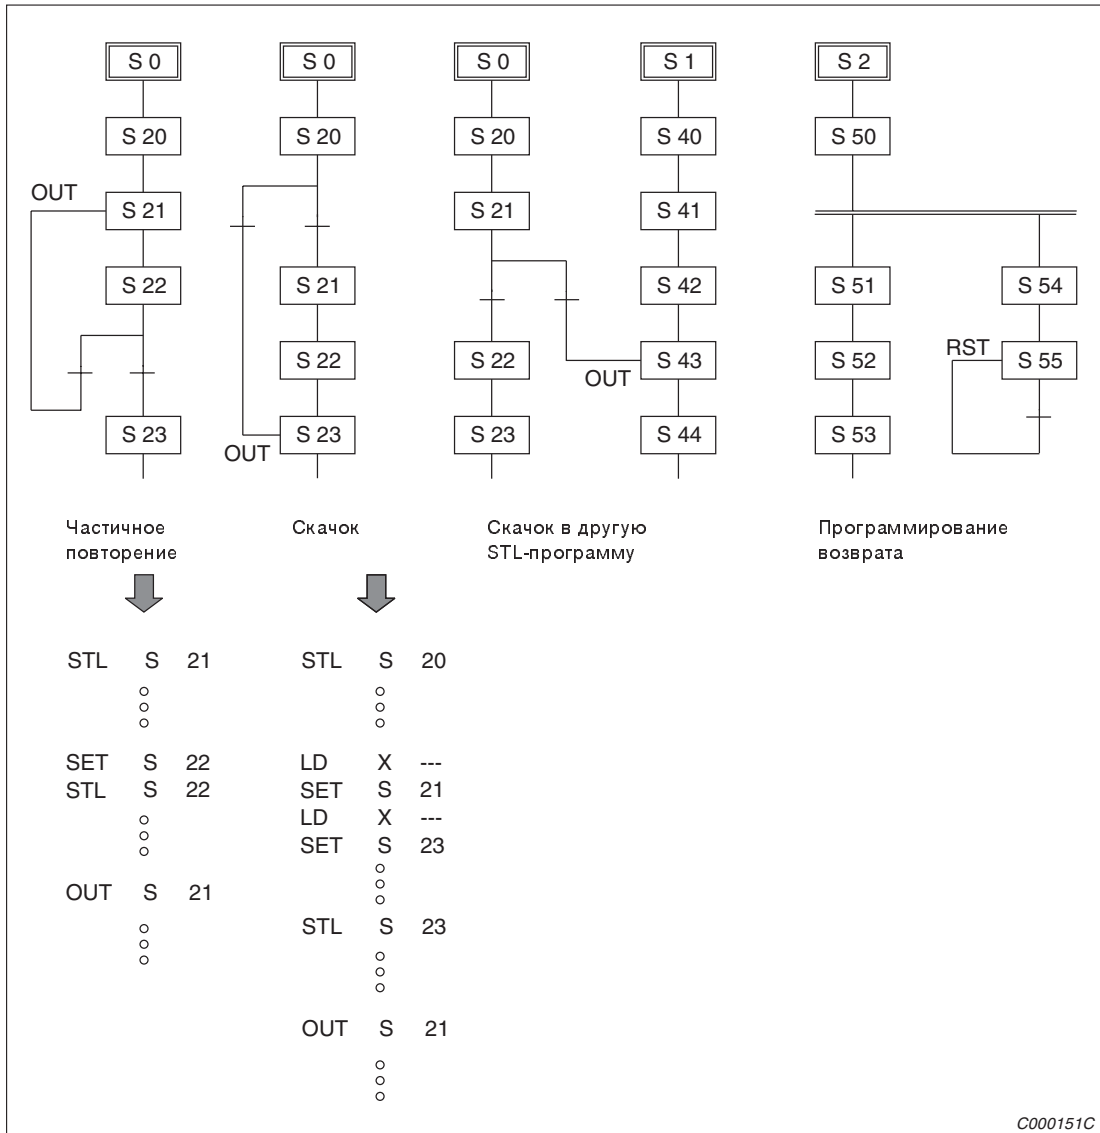 S 0 S 0 S 0 S 1 S 2
S 20 S 20 S 20 S 40 S 50
OUT
S 21 S 21 S 41
S 22 S 21 S 42 S 51 S 54
S 22 S 22 S 43 S 52 RST S 55
OUT
S 23 S 23 S 23 S 44 S 53
OUT
Частичное
повторение
Скачок
Скачок в другую
STL-программу
Программирование
возврата
STL S 21
SET S 22
STL S 22
OUT S 21
STL S 20
LD X ---
SET S 21
LD X ---
SET S 23
STL S 23
OUT S 21
C000151C